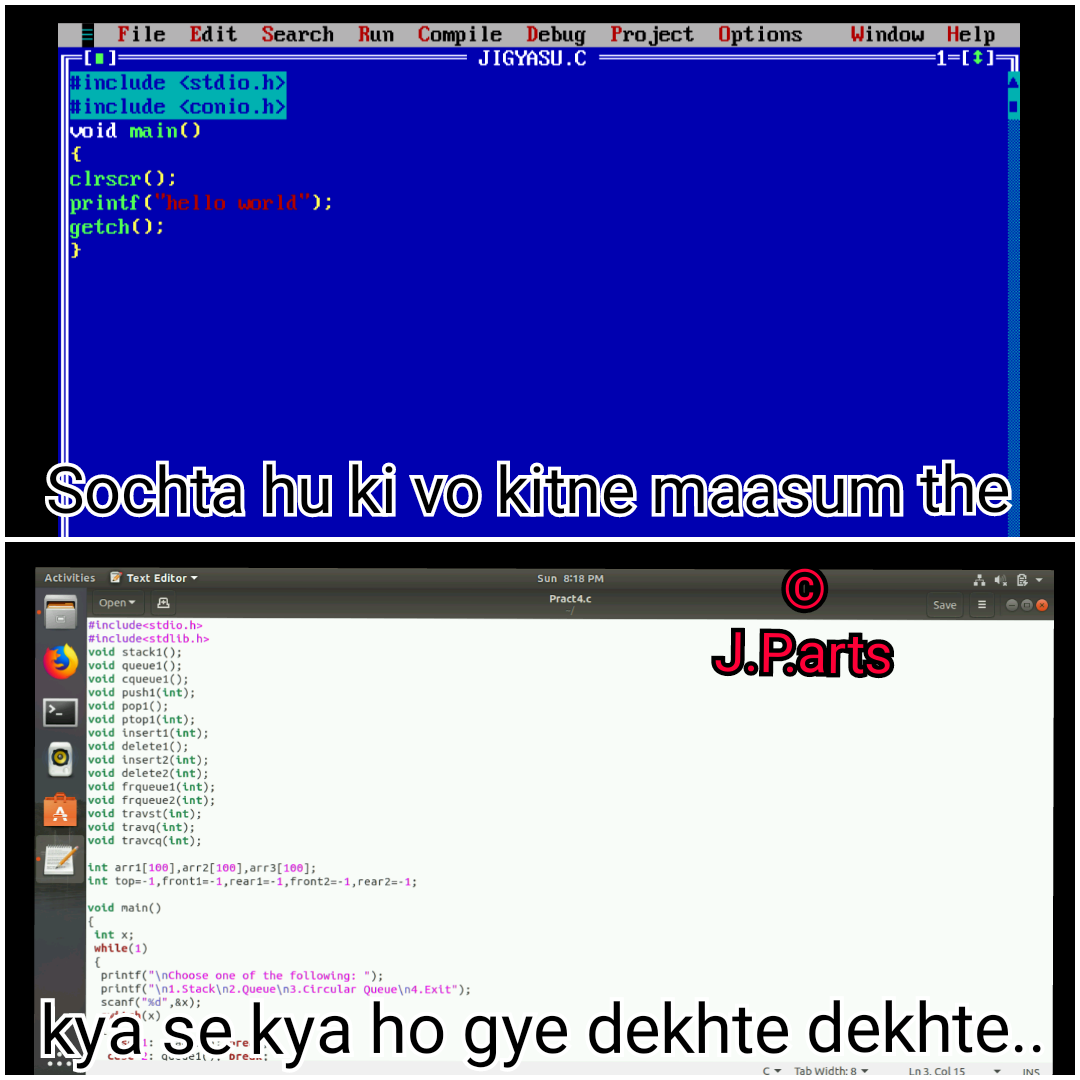 ≡ File Edit Search Run Compile Debug Project Options Window Help
[■] JIGYASU.C 1=[↕]
#include <stdio.h>
#include <conio.h>
void main()
{
clrscr();
printf("hello world");
getch();
}
Sochta hu ki vo kitne maasum the
Activities Text Editor Sun 8:18 PM
Open Pract4.c Save
~/
©
J.P.arts
#include<stdio.h>
#include<stdlib.h>
void stack1();
void queue1();
void cqueue1();
void push1(int);
void pop1();
void ptop1(int);
void insert1(int);
void delete1();
void insert2(int);
void delete2(int);
void frqueue1(int);
void frqueue2(int);
void travst(int);
void travq(int);
void travcq(int);
int arr1[100],arr2[100],arr3[100];
int top=-1,front1=-1,rear1=-1,front2=-1,rear2=-1;
void main()
{
int x;
while(1)
{
printf("\nChoose one of the following: ");
printf("\n1.Stack\n2.Queue\n3.Circular Queue\n4.Exit");
scanf("%d",&x);
(x)
kya se kya ho gye dekhte dekhte..
C Tab Width: 8 Ln 3, Col 15 INS